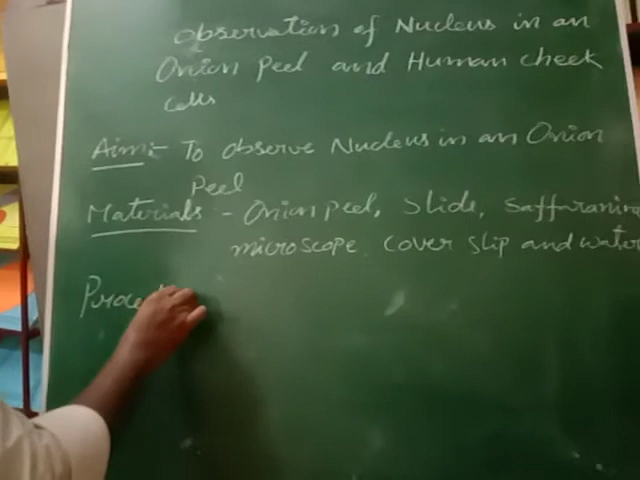 Observation of Nucleus in an
Onion Peel and Human cheek
cells
Aim:- To observe Nucleus in an Onion
Peel
Materials - Onion peel, Slide, Saffaranin
microscope. Cover slip and water